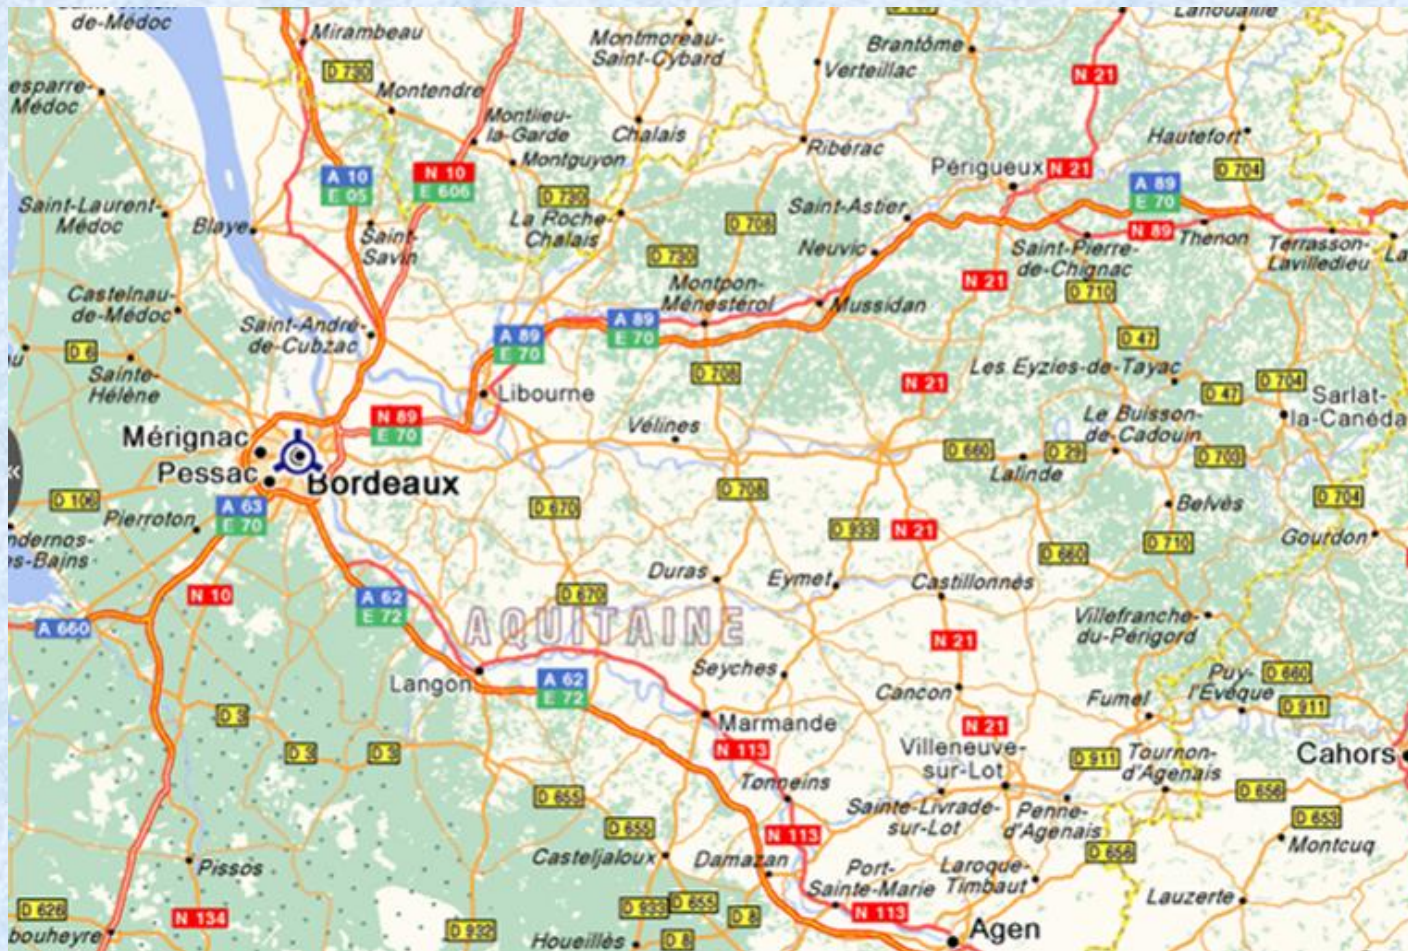 de-Médoc
Mirambeau
Montmoreau-
Saint-Cybard
Brantôme
Lanouaille
D 730
Verteillac
N 21
esparre-
Médoc
Montendre
Montlieu-
la-Garde
Chalais
Hautefort
Montguyon
Ribérac
Périgueux
N 21
D 704
A 10
E 05
N 10
E 606
A 89
E 70
D 730
Saint-Laurent-
Médoc
Blaye
La Roche-
Chalais
D 708
Saint-Astier
N 89
Thenon
Saint-
Savin
Neuvic
Saint-Pierre-
de-Chignac
Terrasson-
Lavilledieu
La
D 730
Montpon-
Ménestérol
N 21
D 710
Castelnau-
de-Médoc
Mussidan
Saint-André-
de-Cubzac
A 89
E 70
A 89
E 70
D 47
u
D 6
Sainte-
Hélène
Les Eyzies-de-Tayac
D 708
N 21
D 47
D 704
Libourne
Sarlat-
la-Canéda
N 89
E 70
Vélines
Le Buisson-
de-Cadouin
Mérignac
D 660
Lalinde
D 29
D 703
Pessac
Bordeaux
D 106
D 708
D 704
A 63
E 70
D 670
Belvès
Pierroton
D 933
N 21
ndernos-
es-Bains
D 660
D 710
Gourdon
Duras
Eymet
Castillonnès
N 10
A 62
E 72
D 670
A 660
AQUITAINE
Villefranche-
du-Périgord
N 21
Seyches
Langon
A 62
E 72
Cancon
Fumel
Puy-
l'Evêque
D 660
D 911
D 3
Marmande
N 21
D 3
D 3
N 113
Villeneuve-
sur-Lot
D 911
Tournon-
d'Agenais
Cahors
Tonneins
D 655
Sainte-Livrade-
sur-Lot
Penne-
d'Agenais
D 656
D 653
D 655
N 113
Montcuq
Casteljaloux
Damazan
D 656
Pissos
Port-
Sainte-Marie
Laroque-
Timbaut
Lauzerte
D 626
N 134
D 933
D 655
D 8
N 113
bouheyre
D 932
Houeillès
D 8
Agen